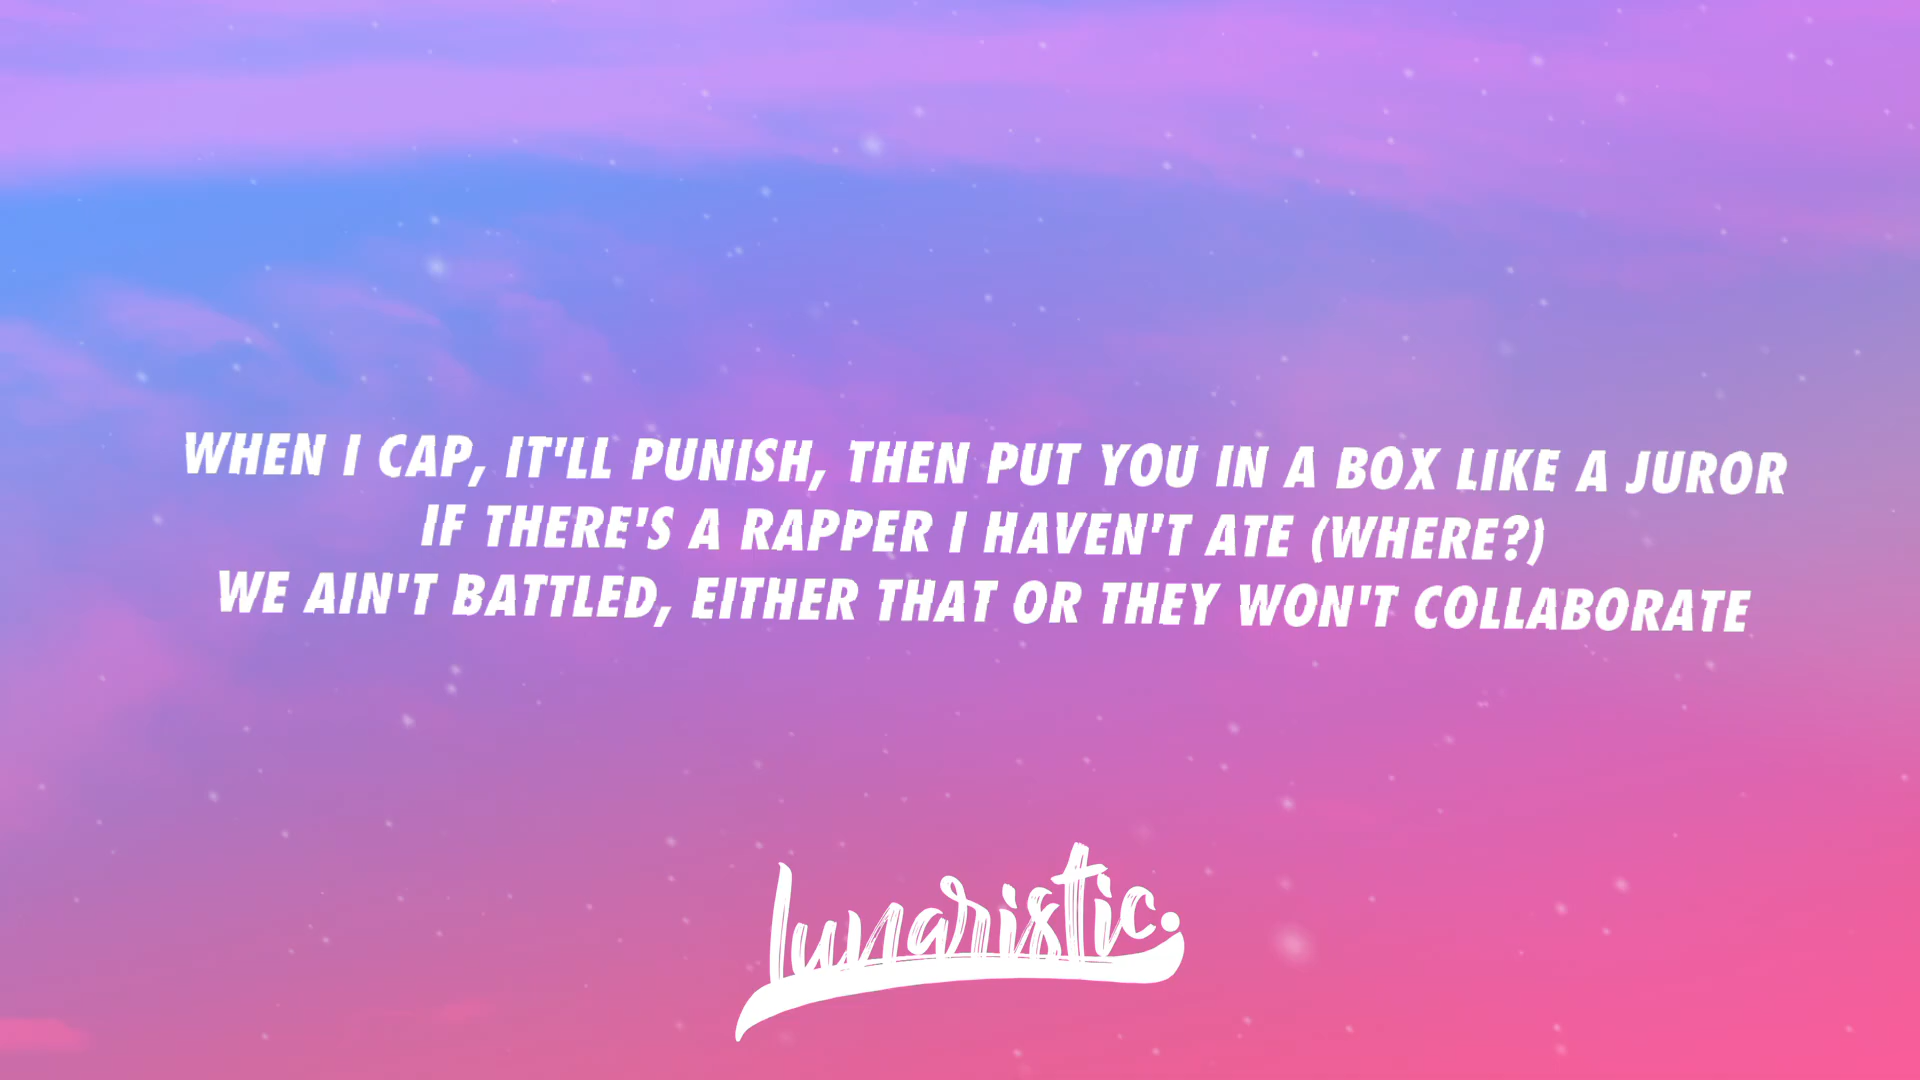 WHEN I CAP, IT'LL PUNISH, THEN PUT YOU IN A BOX LIKE A JUROR
IF THERE'S A RAPPER I HAVEN'T ATE (WHERE?)
WE AIN'T BATTLED, EITHER THAT OR THEY WON'T COLLABORATE
lunaristic.